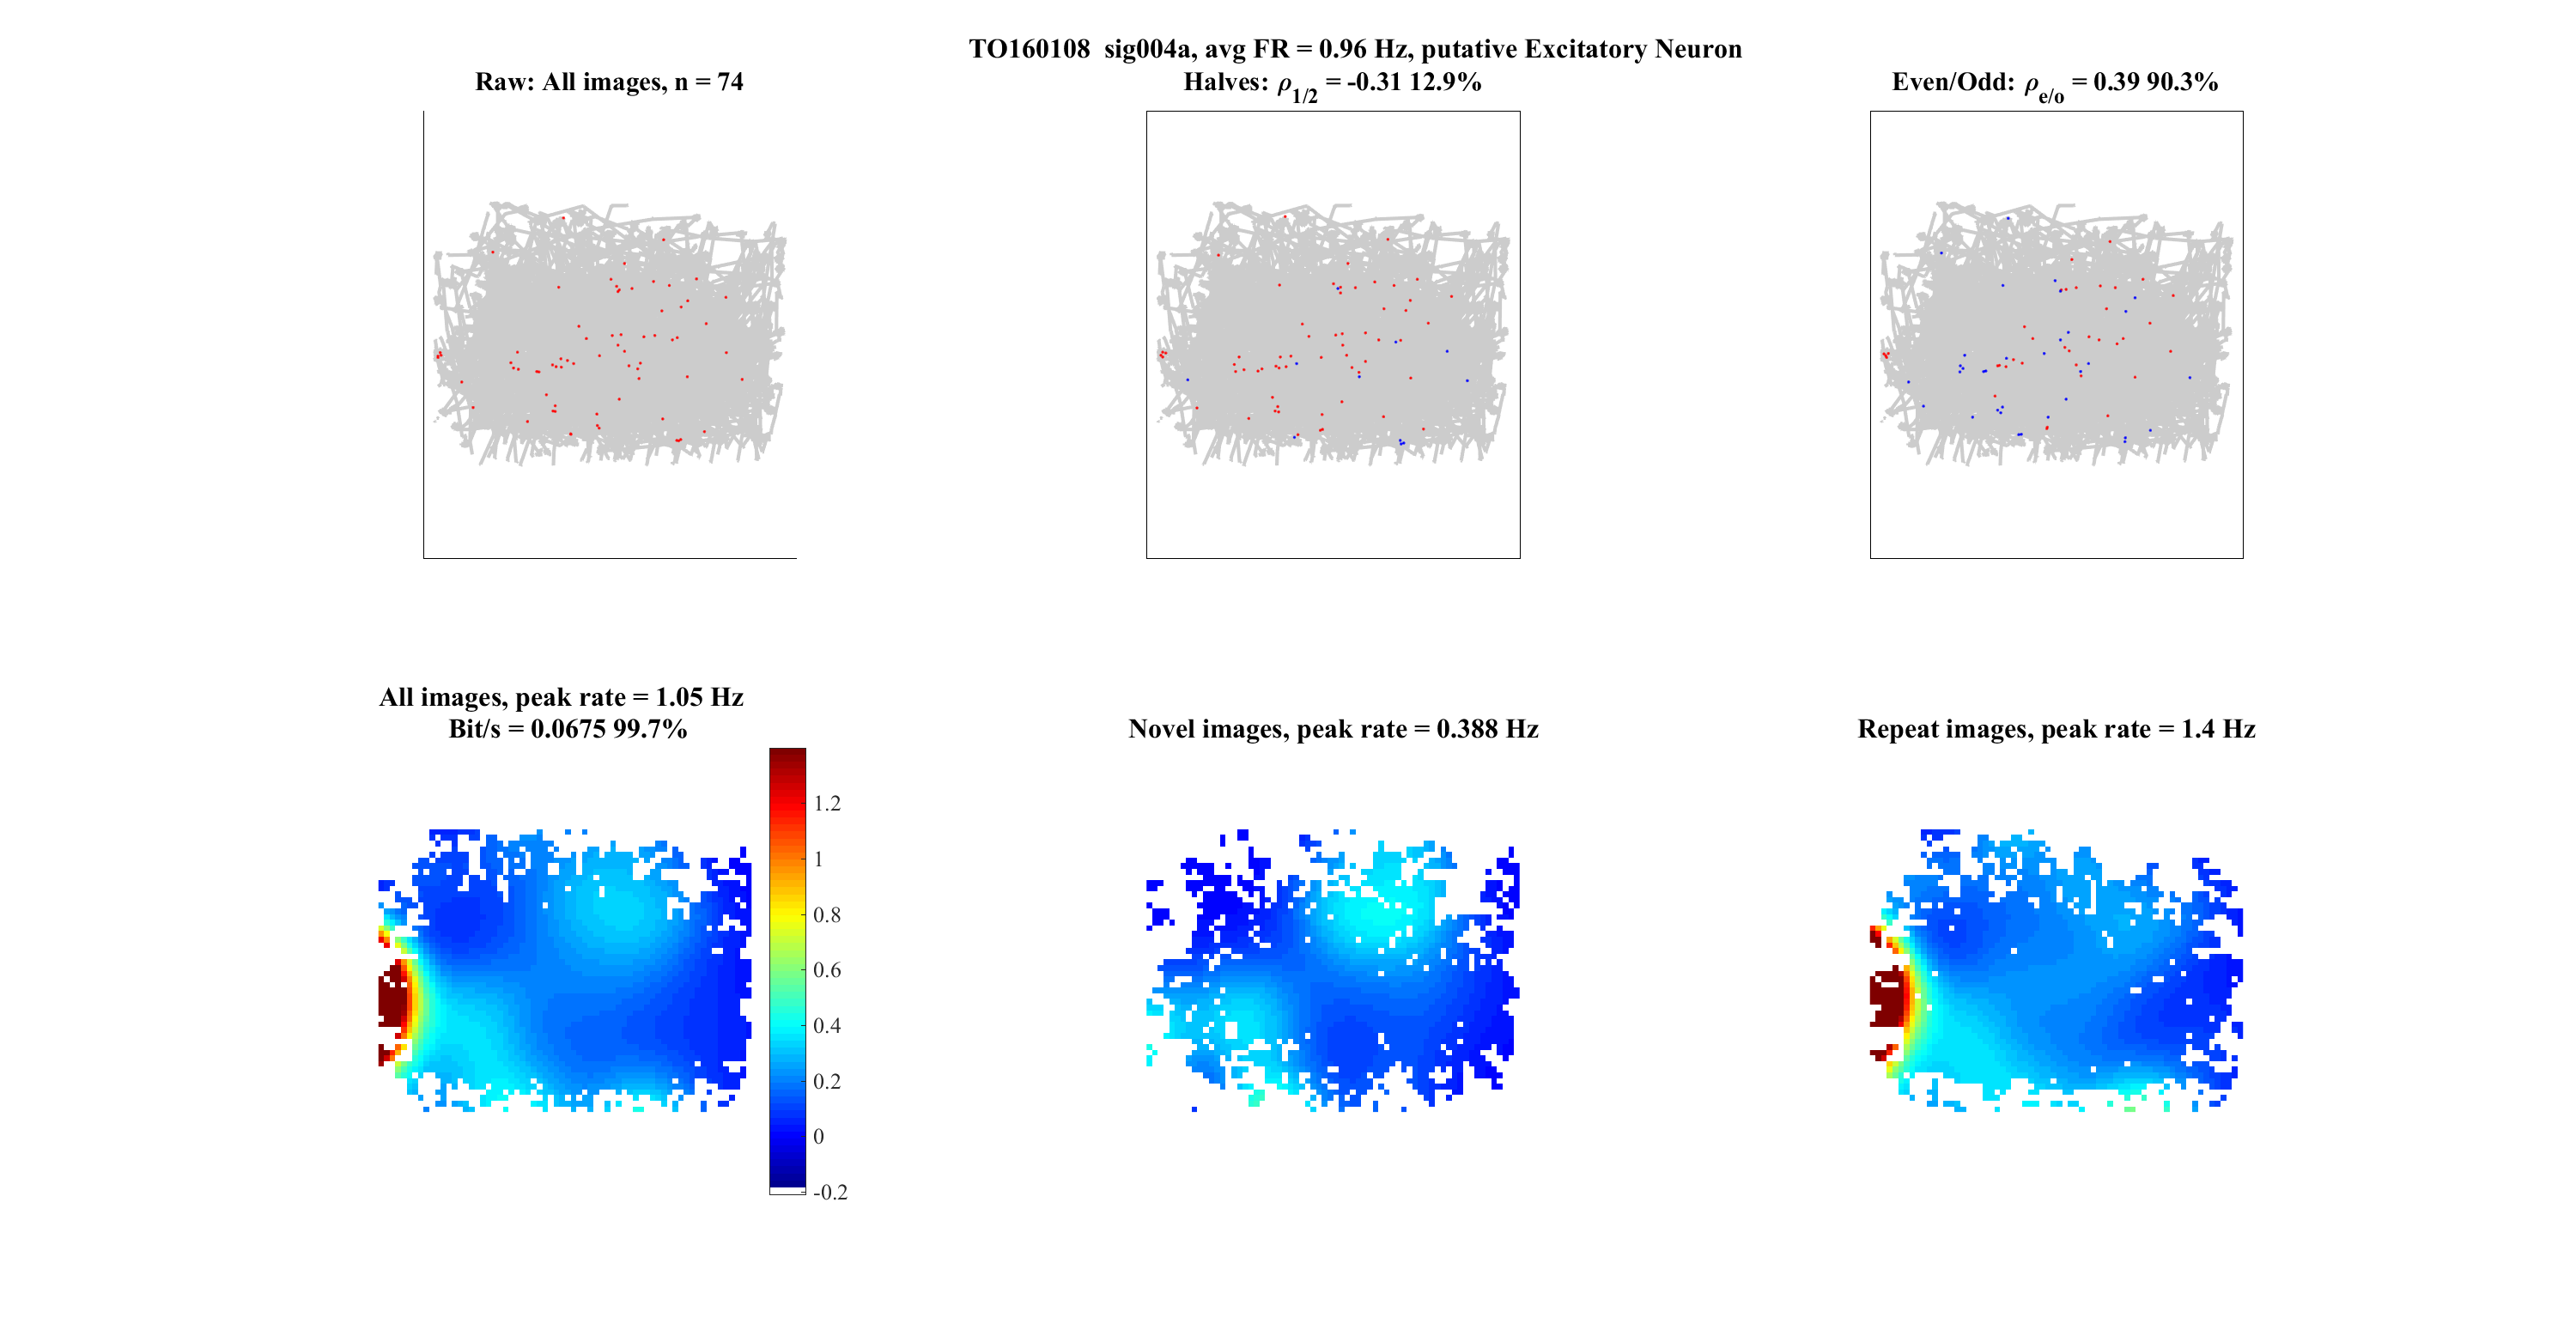 TO160108 sig004a, avg FR = 0.96 Hz, putative Excitatory Neuron
Raw: All images, n = 74
Halves: ρ1/2 = -0.31 12.9%
Even/Odd: ρe/o = 0.39 90.3%
All images, peak rate = 1.05 Hz
Bit/s = 0.0675 99.7%
Novel images, peak rate = 0.388 Hz
Repeat images, peak rate = 1.4 Hz
1.2
1
0.8
0.6
0.4
0.2
0
-0.2